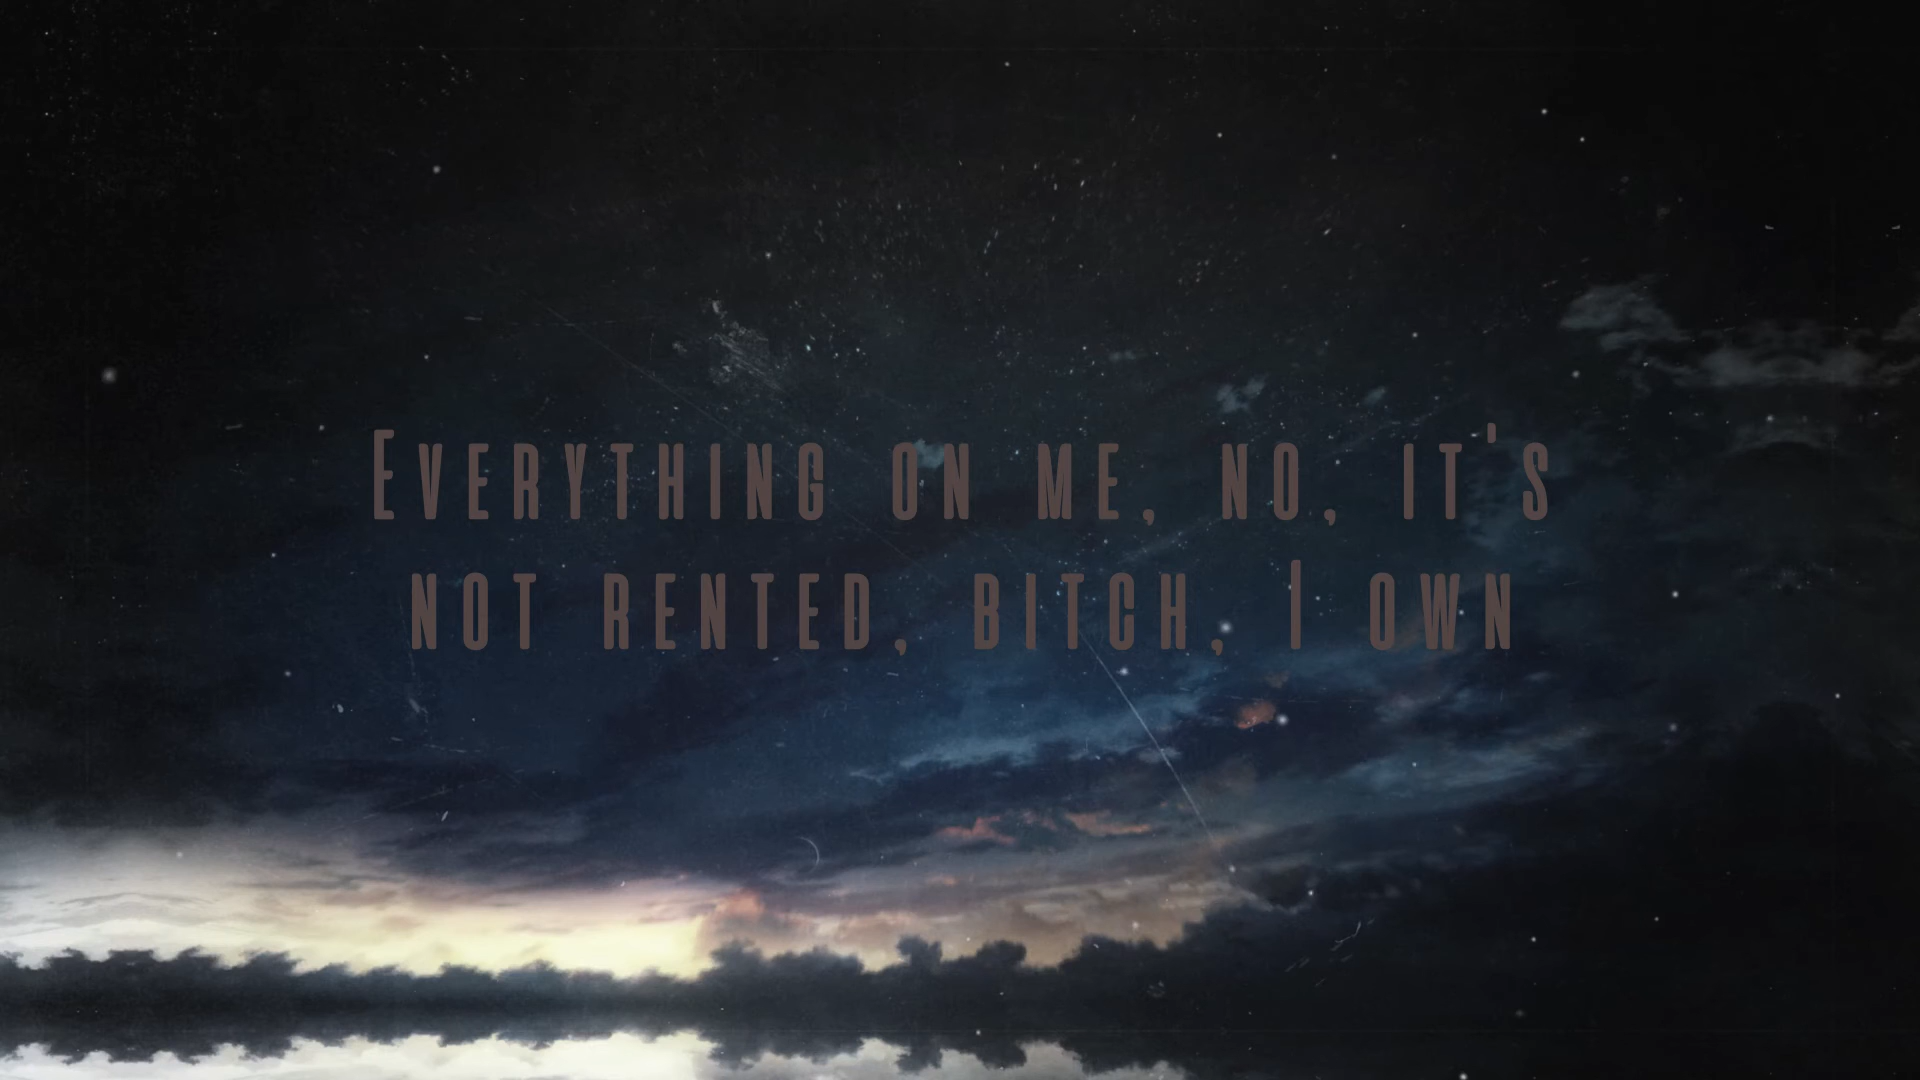 Everything on me, no, it's
not rented, bitch, I own